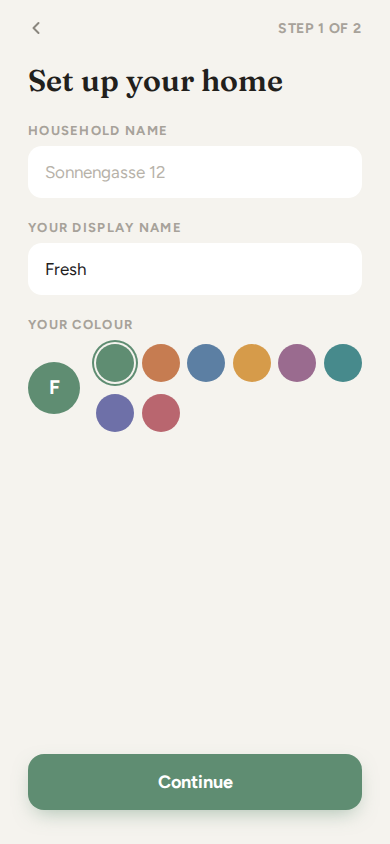 STEP 1 OF 2
Set up your home
HOUSEHOLD NAME
Sonnengasse 12
YOUR DISPLAY NAME
Fresh
YOUR COLOUR
F
Continue